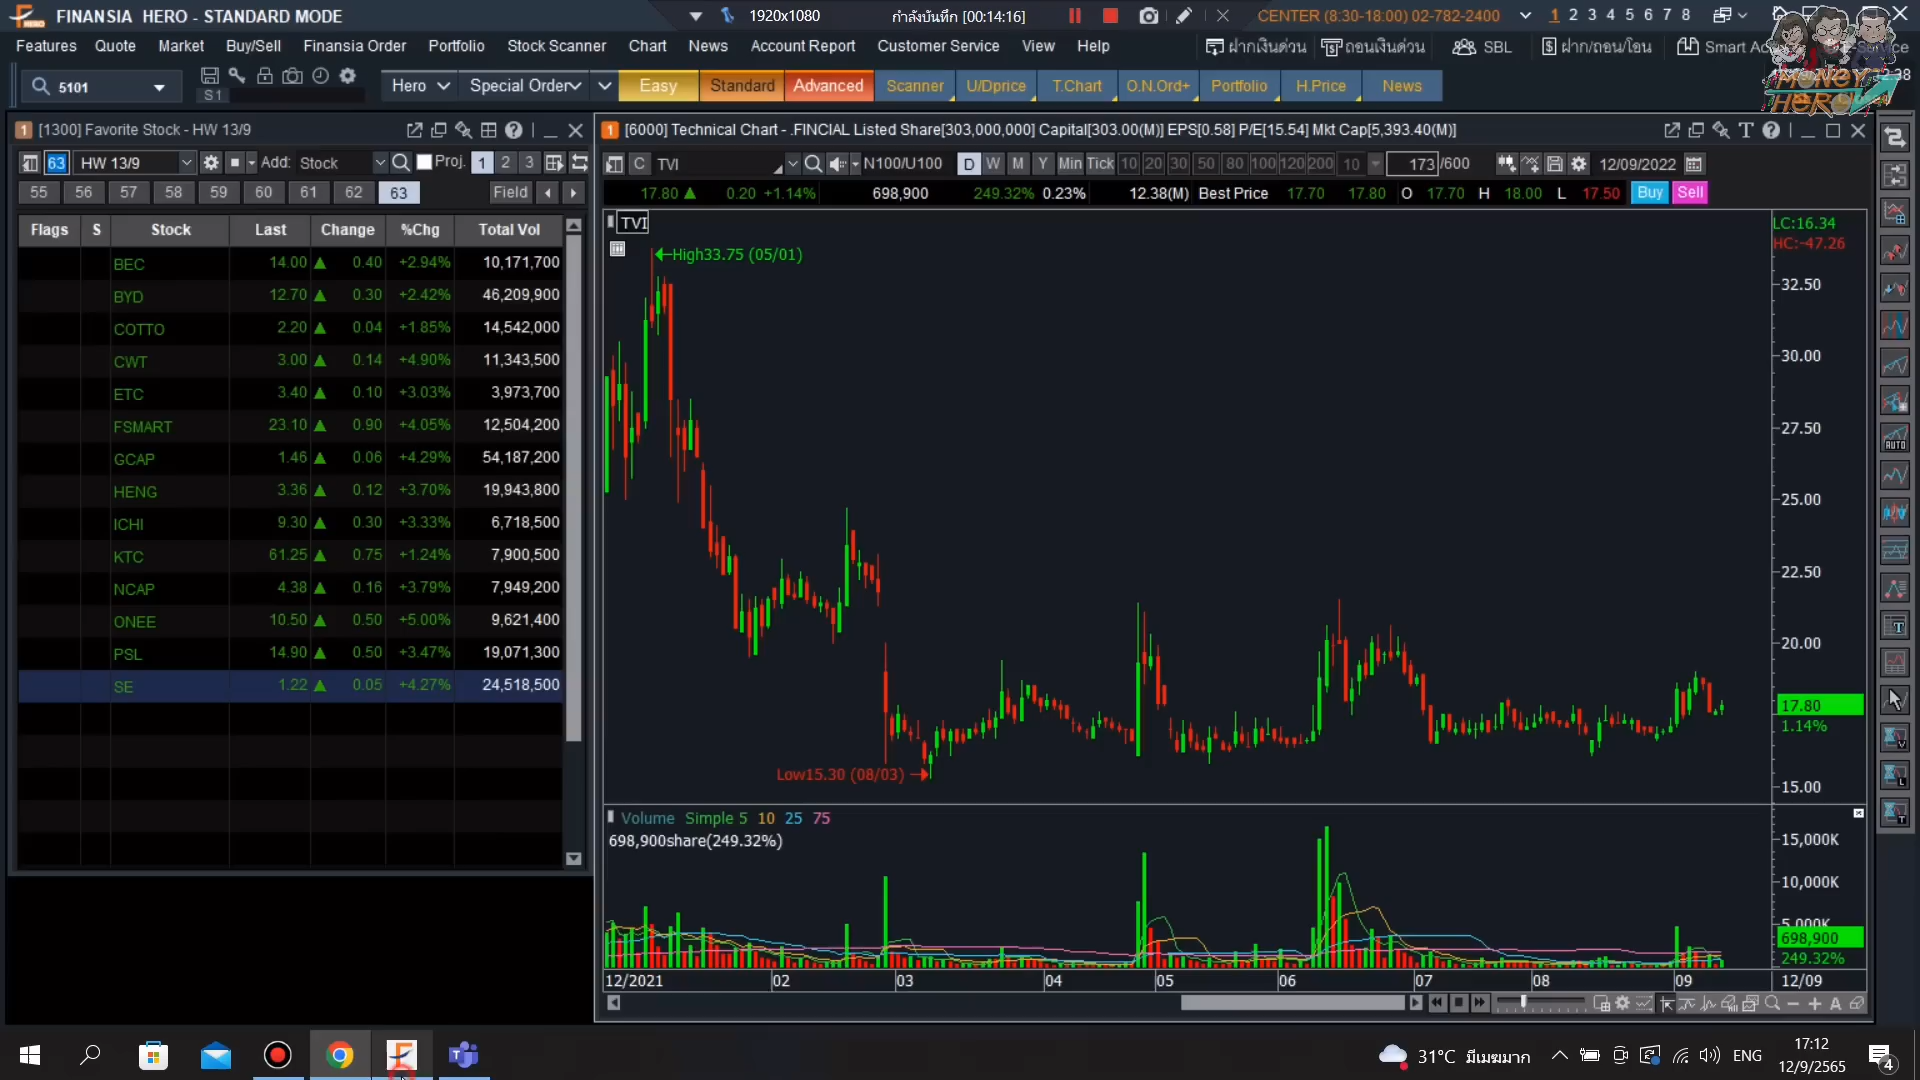 FINANSIA HERO - STANDARD MODE
1920x1080
กำลังบันทึก [00:14:16]
CENTER (8:30-18:00) 02-782-2400
1 2 3 4 5 6 7 8
Features Quote Market Buy/Sell Finansia Order Portfolio Stock Scanner Chart News Account Report Customer Service View Help
ฝากเงินด่วน ถอนเงินด่วน SBL ฝาก/ถอน/โอน Smart
5101
S1
Hero Special Order Easy Standard Advanced Scanner U/Dprice T.Chart O.N.Ord+ Portfolio H.Price News
MONEY HERO
1 [1300] Favorite Stock - HW 13/9
63 HW 13/9 Add: Stock Proj. 1 2 3
55 56 57 58 59 60 61 62 63 Field
Flags S Stock Last Change %Chg Total Vol
BEC 14.00 ▲ 0.40 +2.94% 10,171,700
BYD 12.70 ▲ 0.30 +2.42% 46,209,900
COTTO 2.20 ▲ 0.04 +1.85% 14,542,000
CWT 3.00 ▲ 0.14 +4.90% 11,343,500
ETC 3.40 ▲ 0.10 +3.03% 3,973,700
FSMART 23.10 ▲ 0.90 +4.05% 12,504,200
GCAP 1.46 ▲ 0.06 +4.29% 54,187,200
HENG 3.36 ▲ 0.12 +3.70% 19,943,800
ICHI 9.30 ▲ 0.30 +3.33% 6,718,500
KTC 61.25 ▲ 0.75 +1.24% 7,900,500
NCAP 4.38 ▲ 0.16 +3.79% 7,949,200
ONEE 10.50 ▲ 0.50 +5.00% 9,621,400
PSL 14.90 ▲ 0.50 +3.47% 19,071,300
SE 1.22 ▲ 0.05 +4.27% 24,518,500
1 [6000] Technical Chart - .FINCIAL Listed Share[303,000,000] Capital[303.00(M)] EPS[0.58] P/E[15.54] Mkt Cap[5,393.40(M)]
C TVI N100/U100 D W M Y Min Tick 10 20 30 50 80 100 120 200 10 173/600 12/09/2022
17.80 ▲ 0.20 +1.14% 698,900 249.32% 0.23% 12.38(M) Best Price 17.70 17.80 O 17.70 H 18.00 L 17.50 Buy Sell
TVI
High33.75 (05/01)
Low15.30 (08/03)
LC:16.34
HC:-47.26
32.50
30.00
27.50
25.00
22.50
20.00
17.80
1.14%
15.00
Volume Simple 5 10 25 75
698,900share(249.32%)
15,000K
10,000K
5,000K
698,900
249.32%
12/2021 02 03 04 05 06 07 08 09 12/09
AUTO
31°C มีเมฆมาก
ENG
17:12
12/9/2565
4